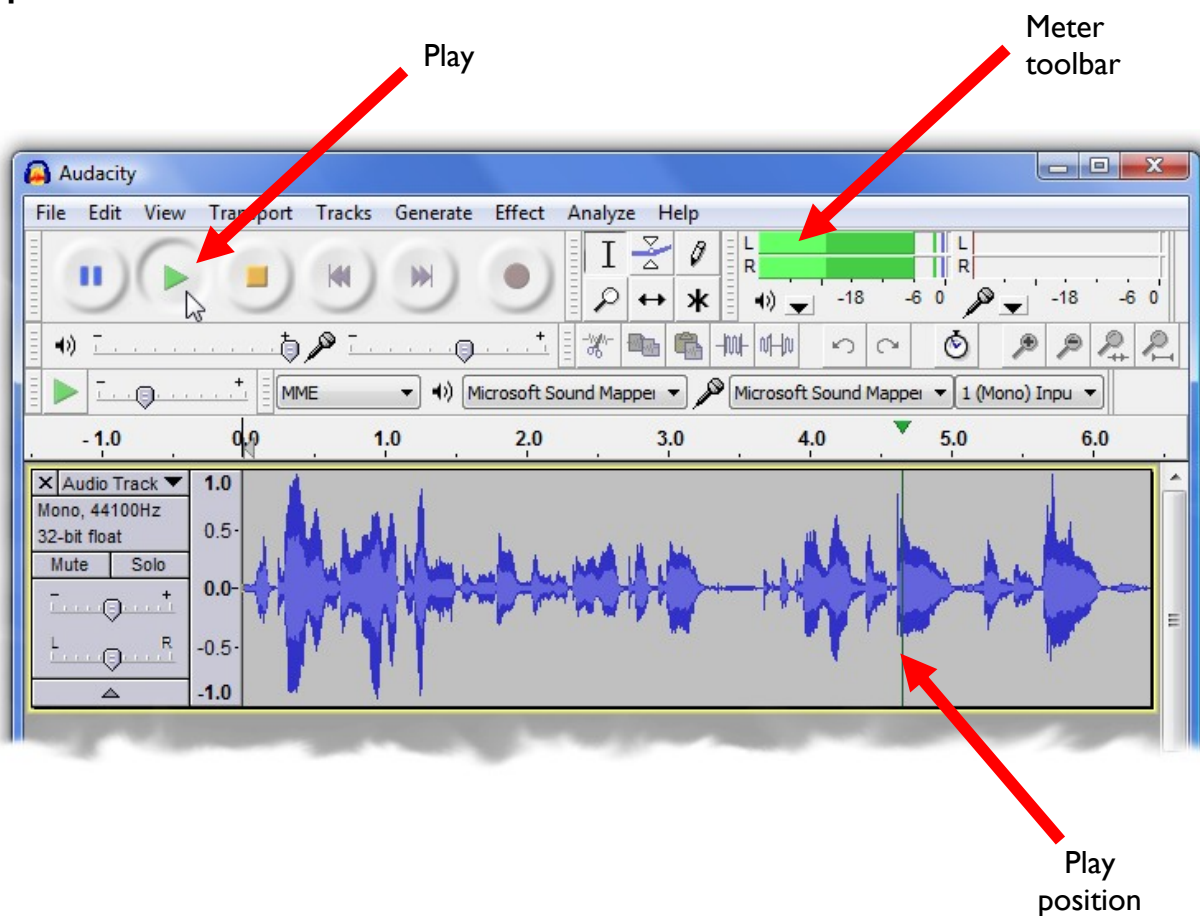 Play
Meter
toolbar
Audacity
File Edit View Transport Tracks Generate Effect Analyze Help
L
R
-18 -6 0
L
R
-18 -6 0
- +
- +
- +
MME
Microsoft Sound Mapper
Microsoft Sound Mapper
1 (Mono) Inpu
- 1.0 0.0 1.0 2.0 3.0 4.0 5.0 6.0
X Audio Track
Mono, 44100Hz
32-bit float
Mute Solo
- +
L R
1.0
0.5-
0.0-
-0.5-
-1.0
Play
position